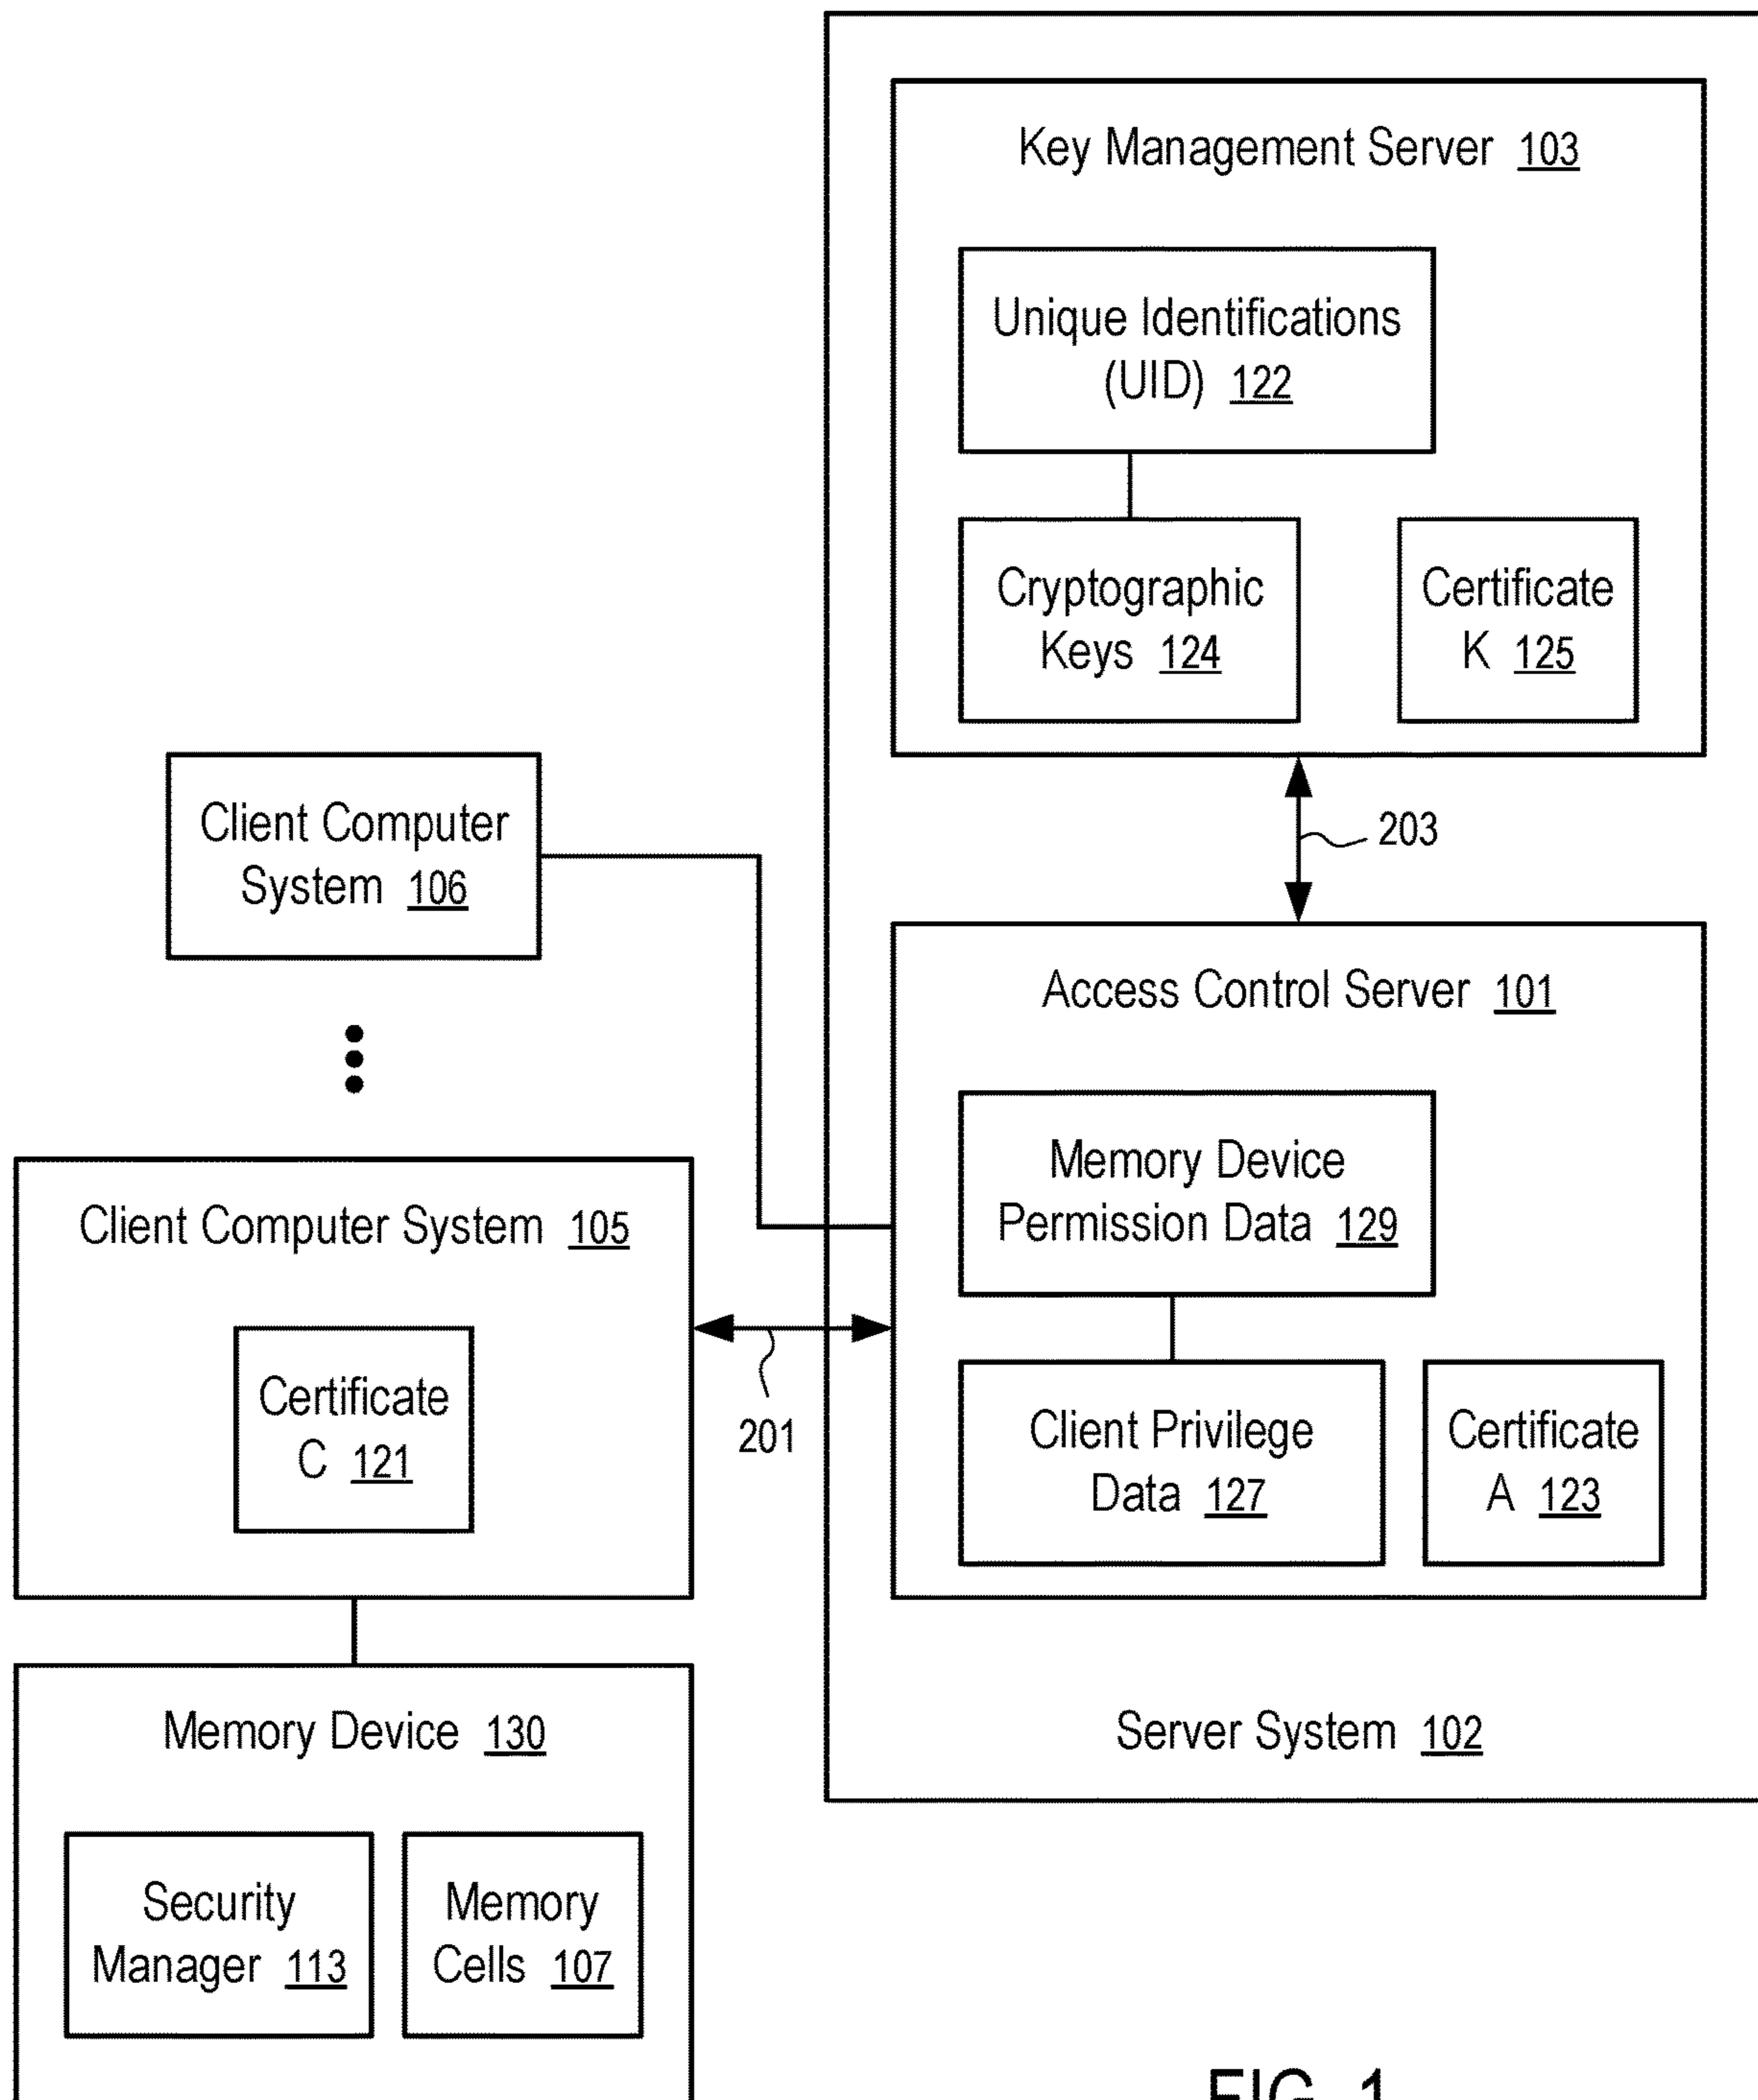 Key Management Server 103
Unique Identifications
(UID) 122
Cryptographic
Keys 124
Certificate
K 125
203
Client Computer
System 106
Access Control Server 101
Memory Device
Permission Data 129
Client Privilege
Data 127
Certificate
A 123
Client Computer System 105
Certificate
C 121
201
Server System 102
Memory Device 130
Security
Manager 113
Memory
Cells 107
FIG. 1